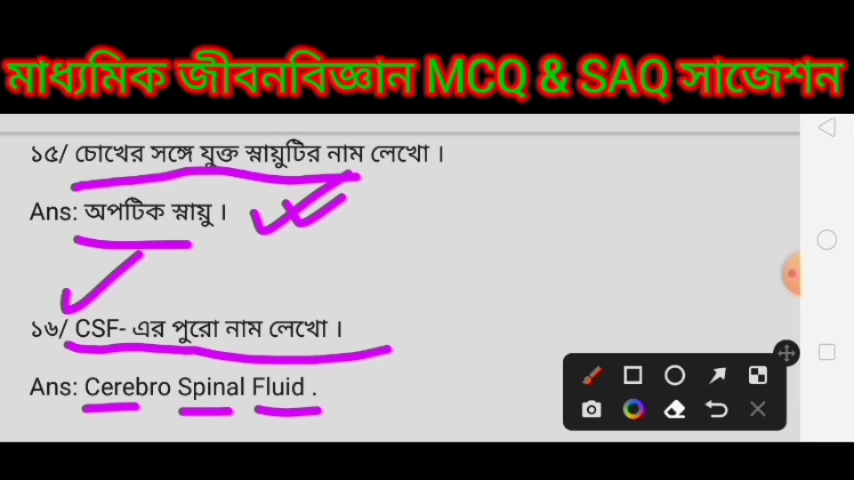 মাধ্যমিক জীবনবিজ্ঞান MCQ & SAQ সাজেশন
১৫/ চোখের সঙ্গে যুক্ত স্নায়ুটির নাম লেখো ।
Ans: অপটিক স্নায়ু ।
১৬/ CSF- এর পুরো নাম লেখো ।
Ans: Cerebro Spinal Fluid .